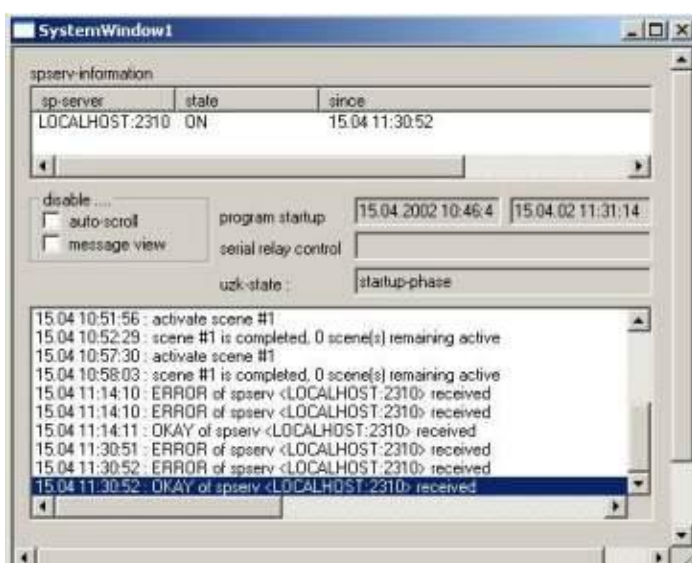 SystemWindow1
spserv-information
sp-server state since
LOCALHOST:2310 ON 15.04 11:30:52
disable ....
auto-scroll
message view
program startup 15.04.2002 10:46:4 15.04.02 11:31:14
serial relay control
uzk-state : startup-phase
15.04 10:51:56 : activate scene #1
15.04 10:52:29 : scene #1 is completed, 0 scene(s) remaining active
15.04 10:57:30 : activate scene #1
15.04 10:58:03 : scene #1 is completed, 0 scene(s) remaining active
15.04 11:14:10 : ERROR of spserv <LOCALHOST:2310> received
15.04 11:14:10 : ERROR of spserv <LOCALHOST:2310> received
15.04 11:14:11 : OKAY of spserv <LOCALHOST:2310> received
15.04 11:30:51 : ERROR of spserv <LOCALHOST:2310> received
15.04 11:30:52 : ERROR of spserv <LOCALHOST:2310> received
15.04 11:30:52 : OKAY of spserv <LOCALHOST:2310> received